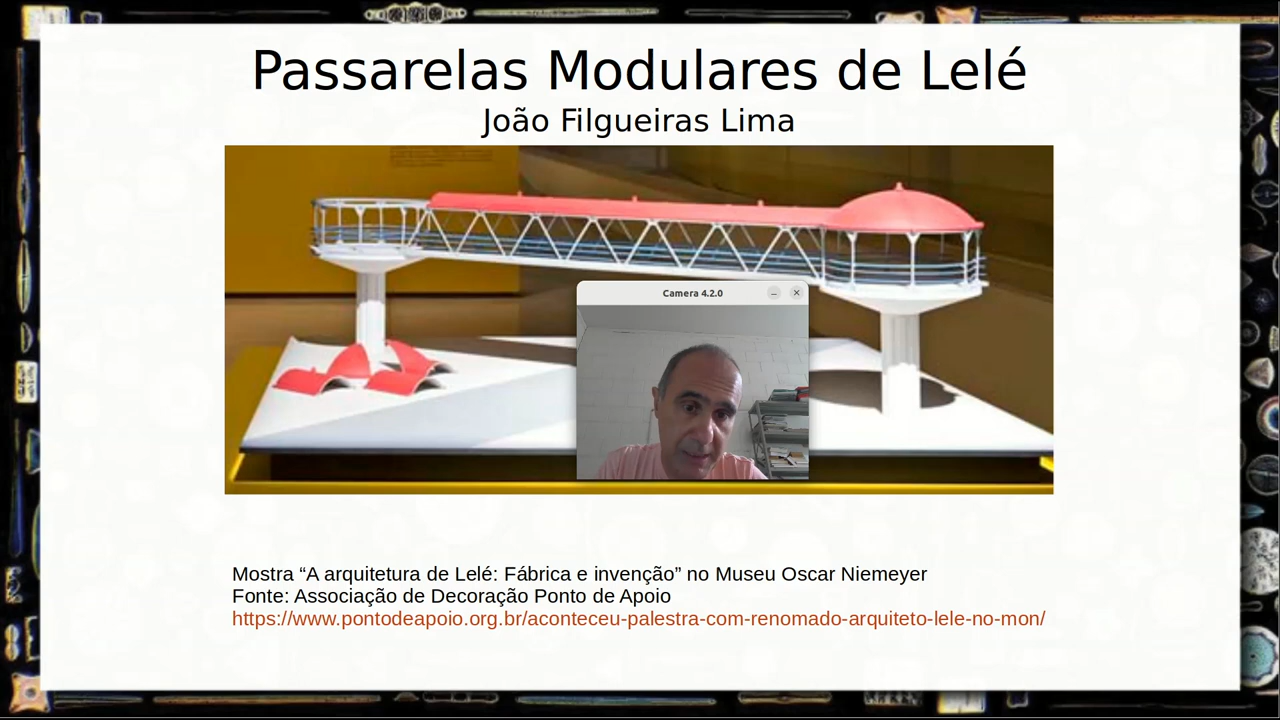 Passarelas Modulares de Lelé
João Filgueiras Lima
Camera 4.2.0
Mostra “A arquitetura de Lelé: Fábrica e invenção” no Museu Oscar Niemeyer
Fonte: Associação de Decoração Ponto de Apoio
https://www.pontodeapoio.org.br/aconteceu-palestra-com-renomado-arquiteto-lele-no-mon/